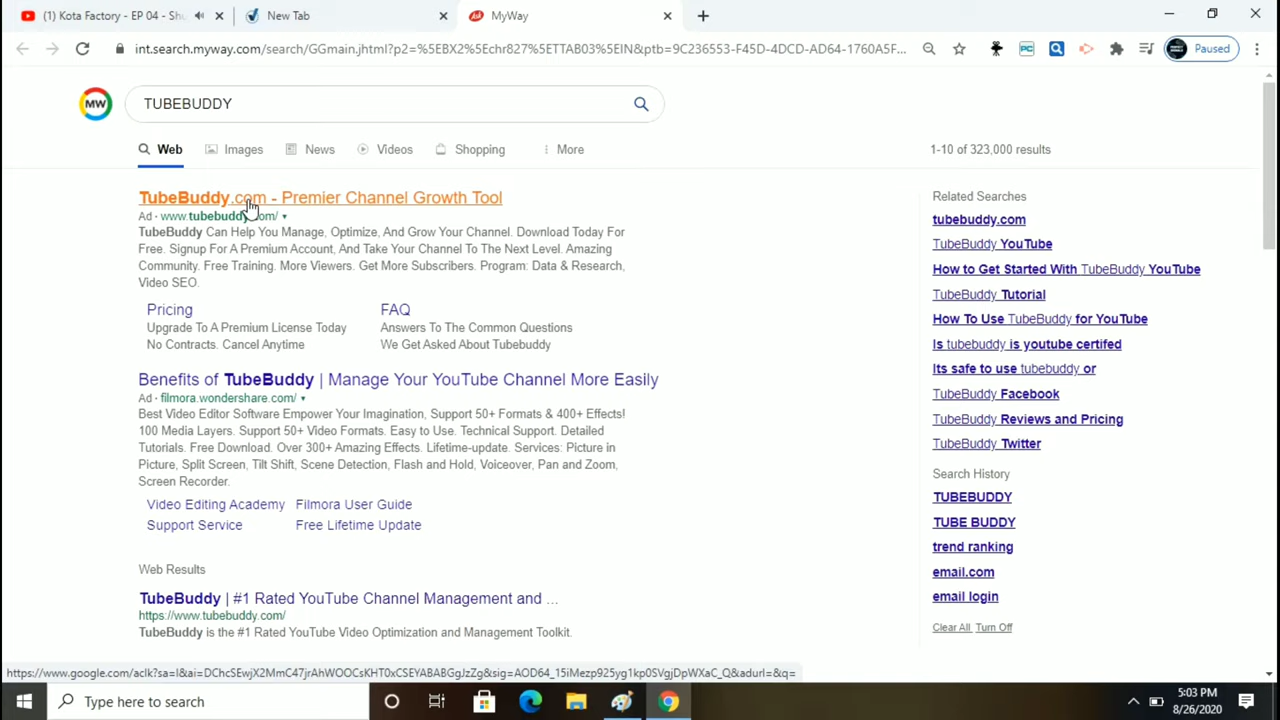 (1) Kota Factory - EP 04 - Shu
New Tab
MyWay
int.search.myway.com/search/GGmain.jhtml?p2=%5EBX2%5Echr827%5ETTAB03%5EIN&ptb=9C236553-F45D-4DCD-AD64-1760A5F...
PC
Paused
MW
TUBEBUDDY
Web
Images
News
Videos
Shopping
More
1-10 of 323,000 results
TubeBuddy.com - Premier Channel Growth Tool
Ad · www.tubebuddy.com/
TubeBuddy Can Help You Manage, Optimize, And Grow Your Channel. Download Today For
Free. Signup For A Premium Account, And Take Your Channel To The Next Level. Amazing
Community. Free Training. More Viewers. Get More Subscribers. Program: Data & Research,
Video SEO.
Pricing
Upgrade To A Premium License Today
No Contracts. Cancel Anytime
FAQ
Answers To The Common Questions
We Get Asked About Tubebuddy
Benefits of TubeBuddy | Manage Your YouTube Channel More Easily
Ad · filmora.wondershare.com/
Best Video Editor Software Empower Your Imagination, Support 50+ Formats & 400+ Effects!
100 Media Layers. Support 50+ Video Formats. Easy to Use. Technical Support. Detailed
Tutorials. Free Download. Over 300+ Amazing Effects. Lifetime-update. Services: Picture in
Picture, Split Screen, Tilt Shift, Scene Detection, Flash and Hold, Voiceover, Pan and Zoom,
Screen Recorder.
Video Editing Academy
Filmora User Guide
Support Service
Free Lifetime Update
Web Results
TubeBuddy | #1 Rated YouTube Channel Management and ...
https://www.tubebuddy.com/
TubeBuddy is the #1 Rated YouTube Video Optimization and Management Toolkit.
Related Searches
tubebuddy.com
TubeBuddy YouTube
How to Get Started With TubeBuddy YouTube
TubeBuddy Tutorial
How To Use TubeBuddy for YouTube
Is tubebuddy is youtube certifed
Its safe to use tubebuddy or
TubeBuddy Facebook
TubeBuddy Reviews and Pricing
TubeBuddy Twitter
Search History
TUBEBUDDY
TUBE BUDDY
trend ranking
email.com
email login
Clear All Turn Off
https://www.google.com/aclk?sa=l&ai=DChcSEwjX2MmC47jrAhWOOCsKHT0xCSEYABABGgJzZg&sig=AOD64_15iMezp925yg1kp0SVgjDpWXaC_Q&adurl=&q=
Type here to search
5:03 PM
8/26/2020